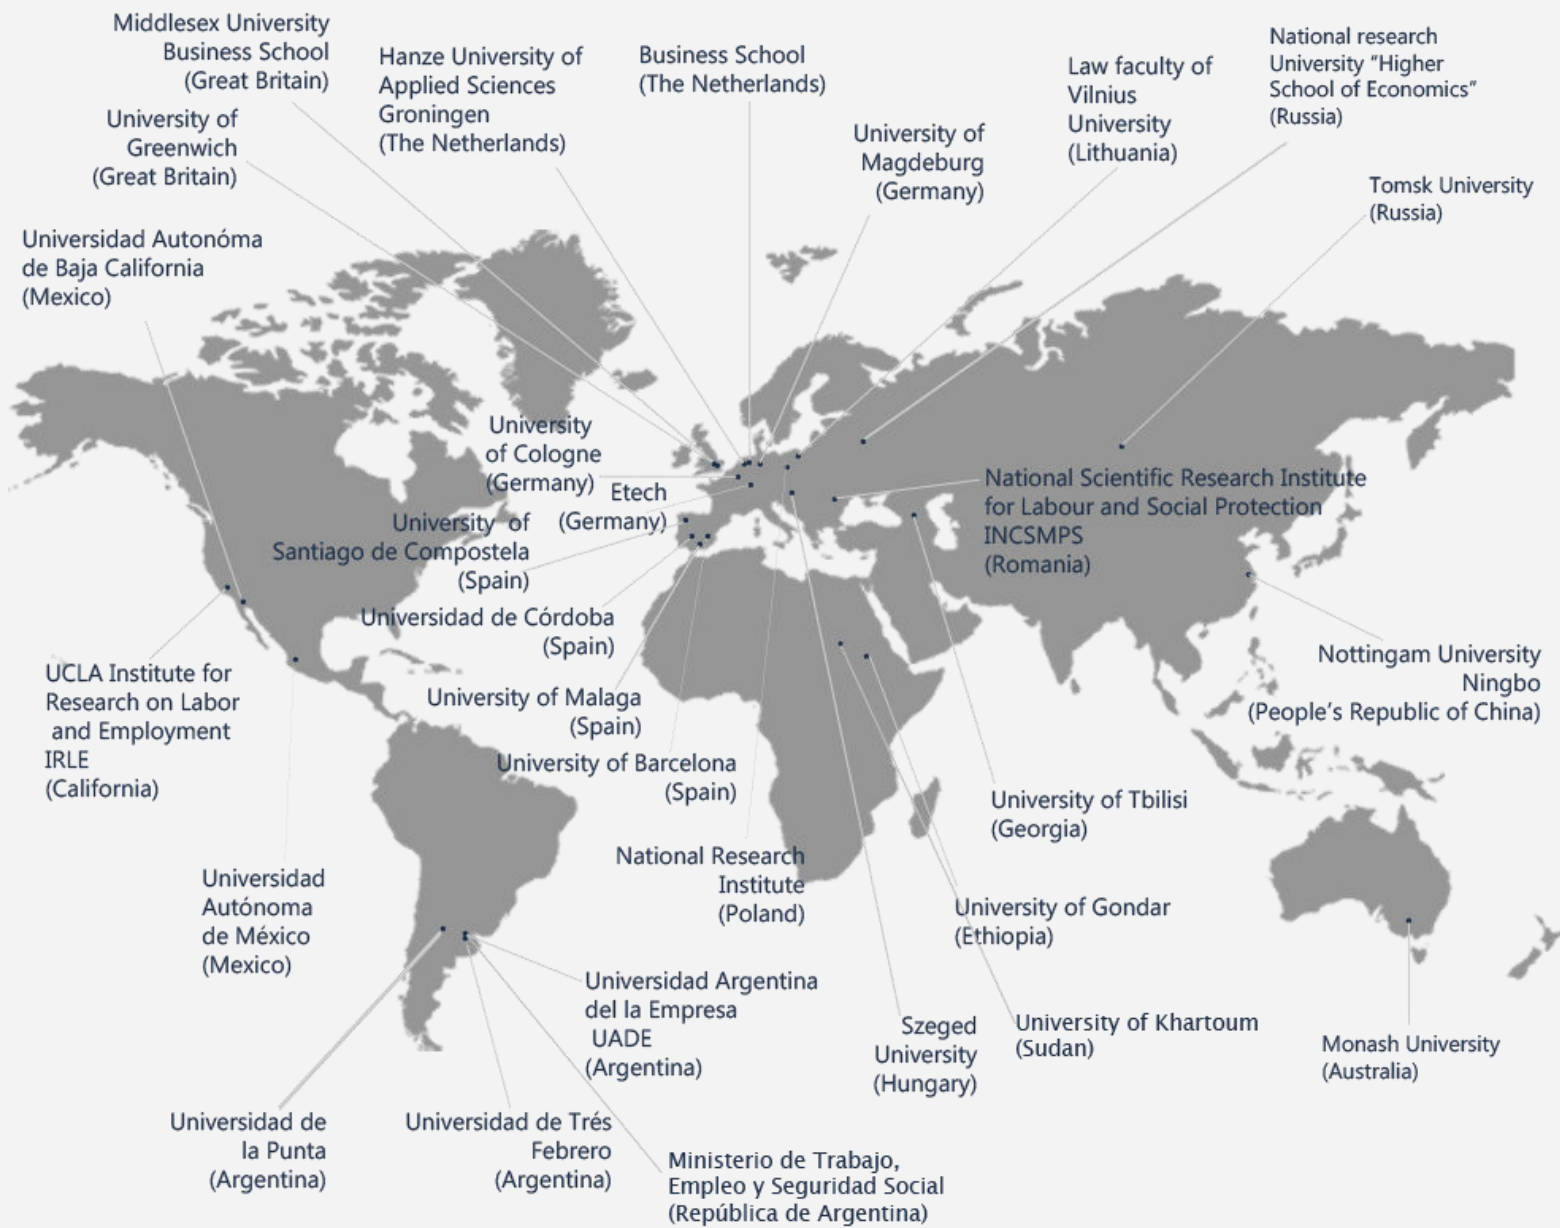 Middlesex University
Business School
(Great Britain)
Hanze University of
Applied Sciences
Groningen
(The Netherlands)
Business School
(The Netherlands)
Law faculty of
Vilnius
University
(Lithuania)
National research
University "Higher
School of Economics"
(Russia)
University of
Greenwich
(Great Britain)
University of
Magdeburg
(Germany)
Tomsk University
(Russia)
Universidad Autonóma
de Baja California
(Mexico)
University
of Cologne
(Germany)
Etech
(Germany)
National Scientific Research Institute
for Labour and Social Protection
INCSMPS
(Romania)
University of
Santiago de Compostela
(Spain)
Universidad de Córdoba
(Spain)
UCLA Institute for
Research on Labor
and Employment
IRLE
(California)
University of Malaga
(Spain)
Nottingam University
Ningbo
(People's Republic of China)
University of Barcelona
(Spain)
University of Tbilisi
(Georgia)
National Research
Institute
(Poland)
Universidad
Autónoma
de México
(Mexico)
University of Gondar
(Ethiopia)
Universidad Argentina
del la Empresa
UADE
(Argentina)
Szeged
University
(Hungary)
University of Khartoum
(Sudan)
Monash University
(Australia)
Universidad de
la Punta
(Argentina)
Universidad de Trés
Febrero
(Argentina)
Ministerio de Trabajo,
Empleo y Seguridad Social
(República de Argentina)